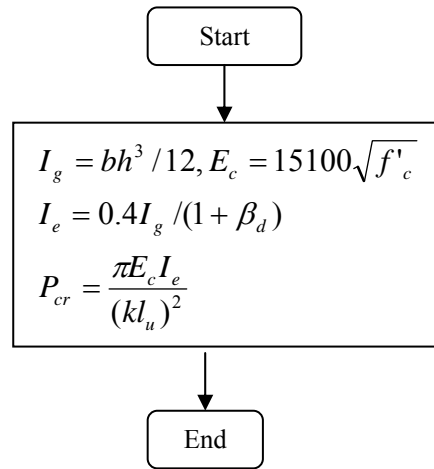 Start
I_g = bh^3 / 12, E_c = 15100√f'_c
I_e = 0.4I_g /(1 + β_d)
P_cr = πE_cI_e / (kl_u)^2
End